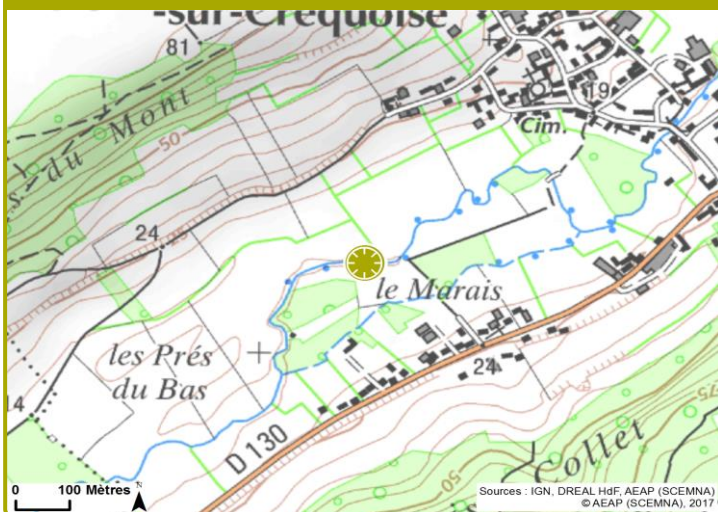 -sur-Créquoise
81
19
Cim.
du Mont
50
24
le Marais
les Prés
du Bas
24
14
D 130
Collet
75
50
0 100 Mètres N
Sources : IGN, DREAL HdF, AEAP (SCEMNA)
© AEAP (SCEMNA), 2017